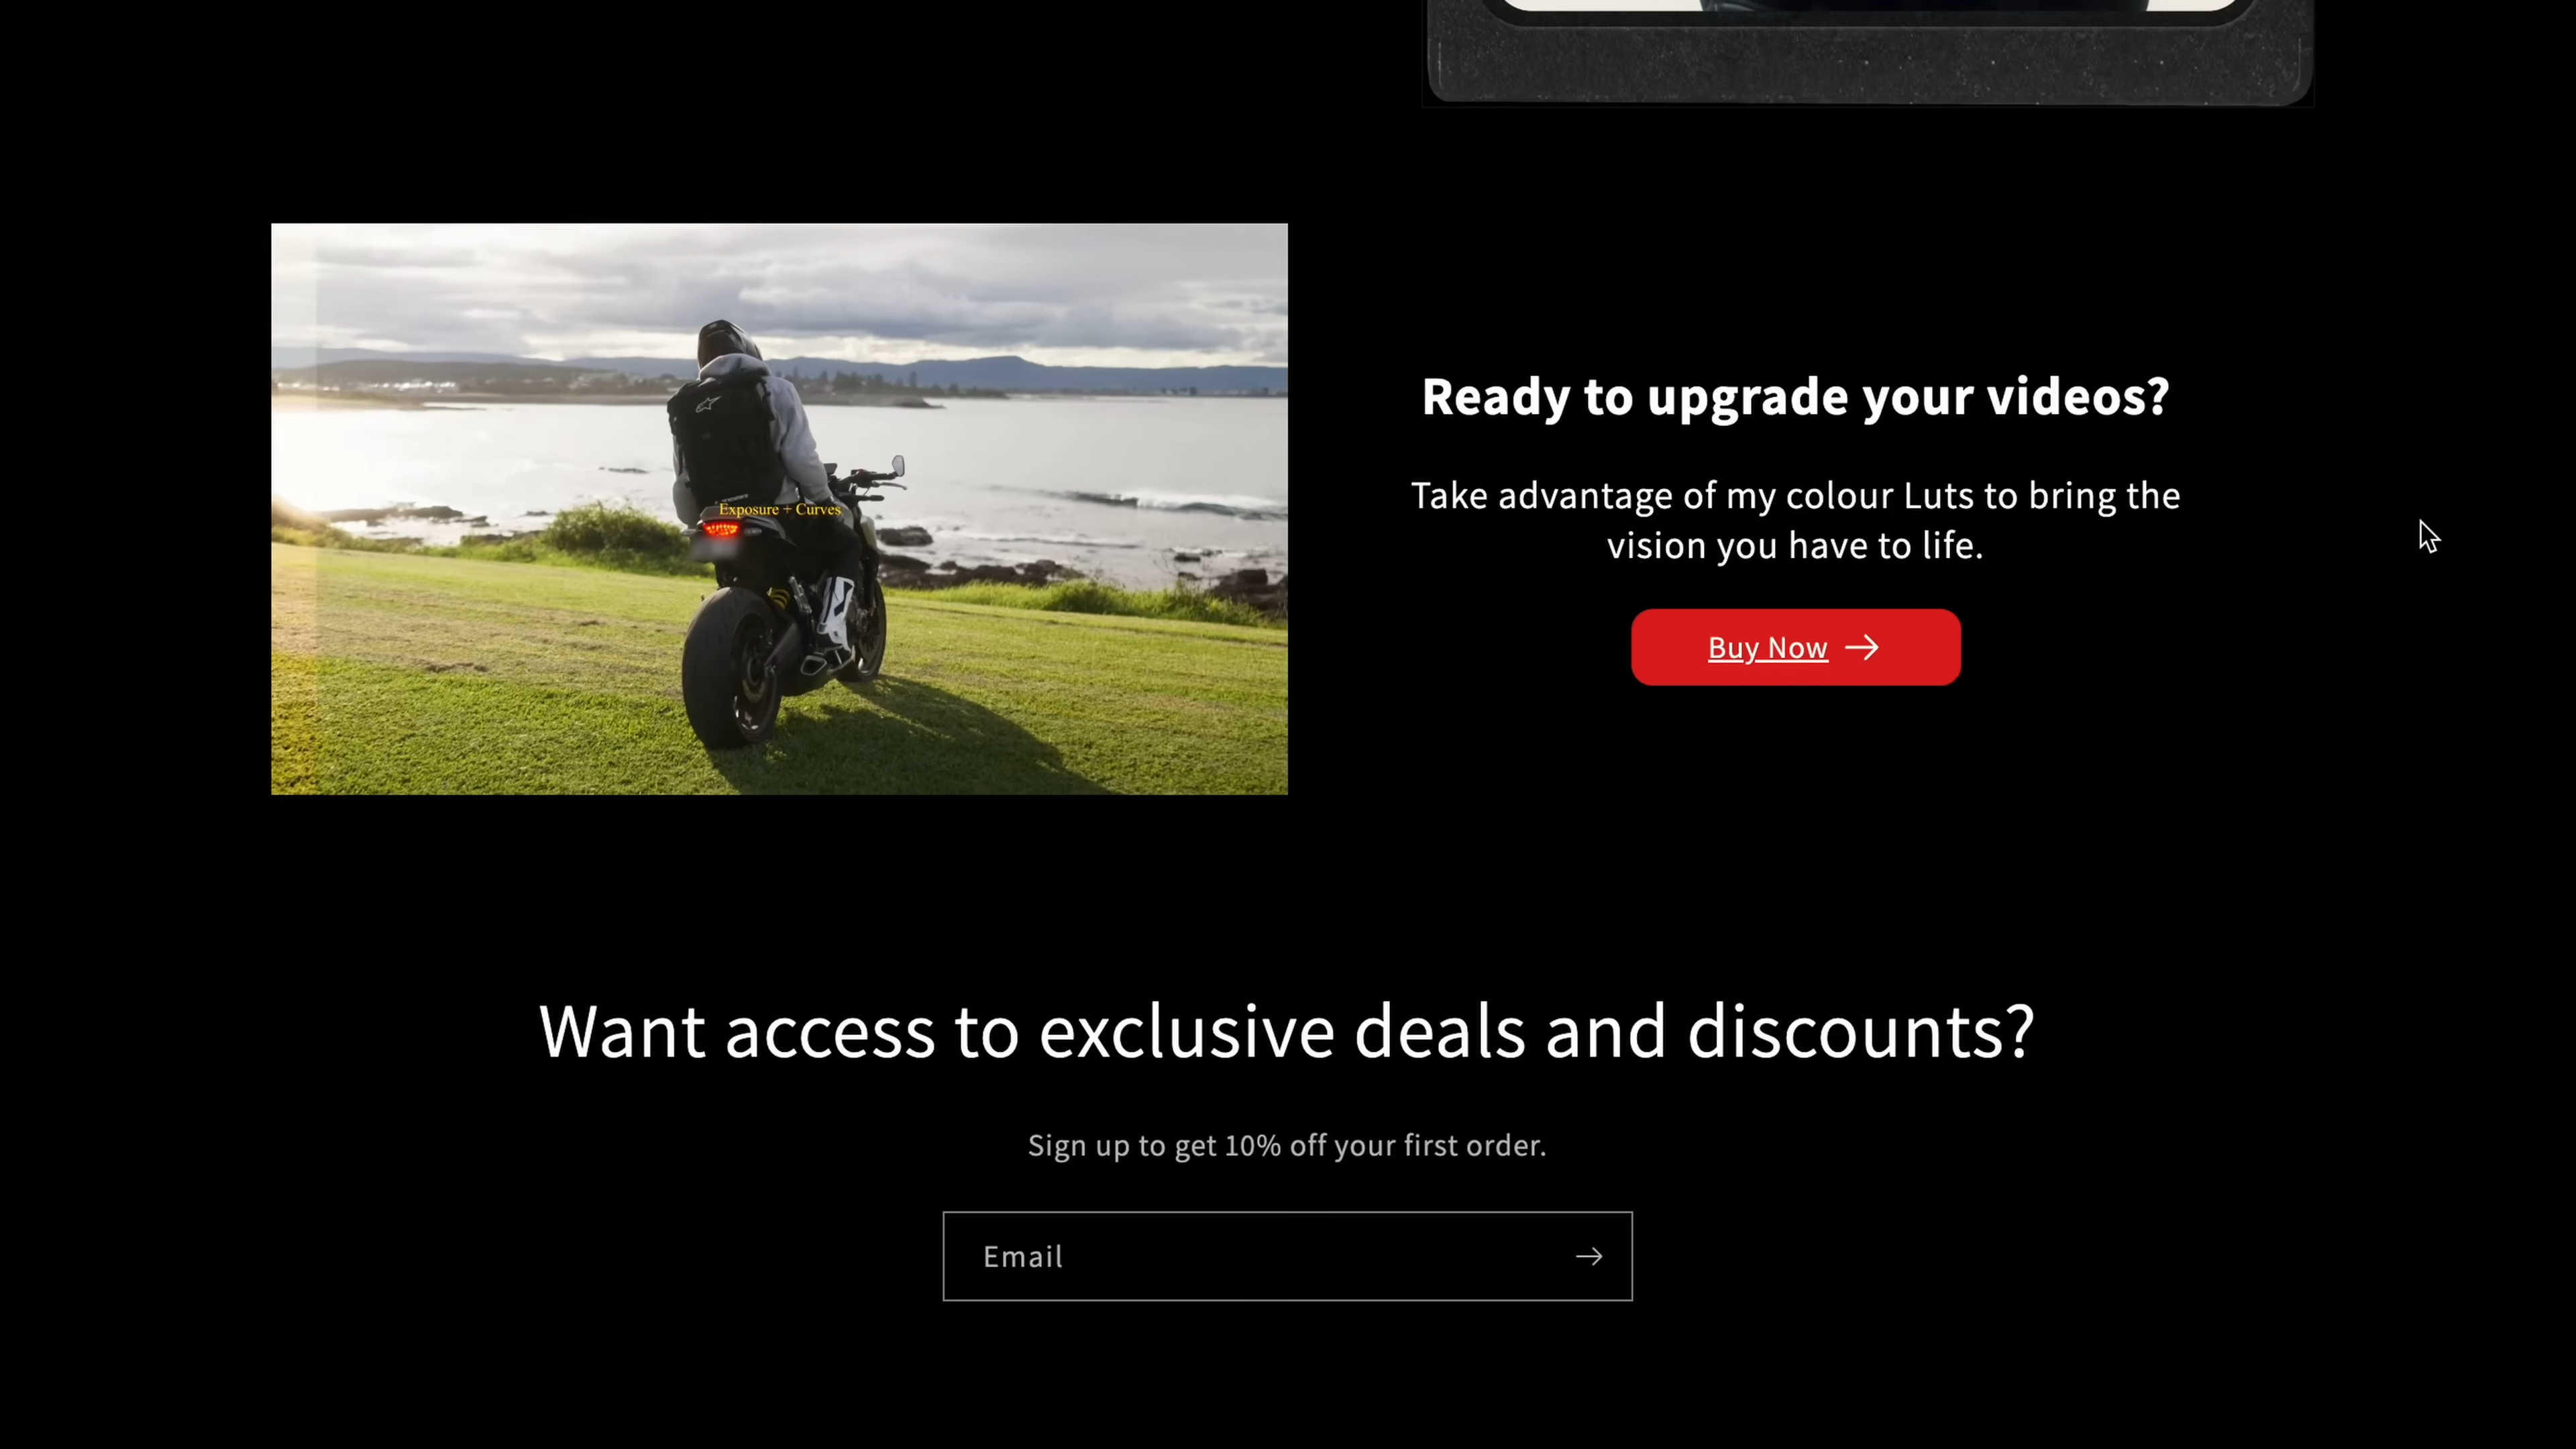 Exposure + Curves
Ready to upgrade your videos?
Take advantage of my colour Luts to bring the
vision you have to life.
Buy Now
Want access to exclusive deals and discounts?
Sign up to get 10% off your first order.
Email